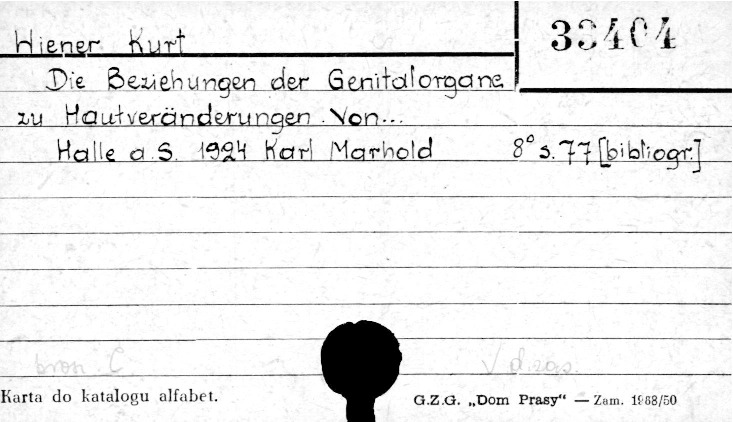 Wiener Kurt
33404
Die Beziehungen der Genitalorgane
zu Hautveränderungen. Von...
Halle a.S. 1924 Karl Marhold 8° s. 77 [bibliogr.]
bron. C.
Karta do katalogu alfabet.
G.Z.G. „Dom Prasy“ — Zam. 1968/50